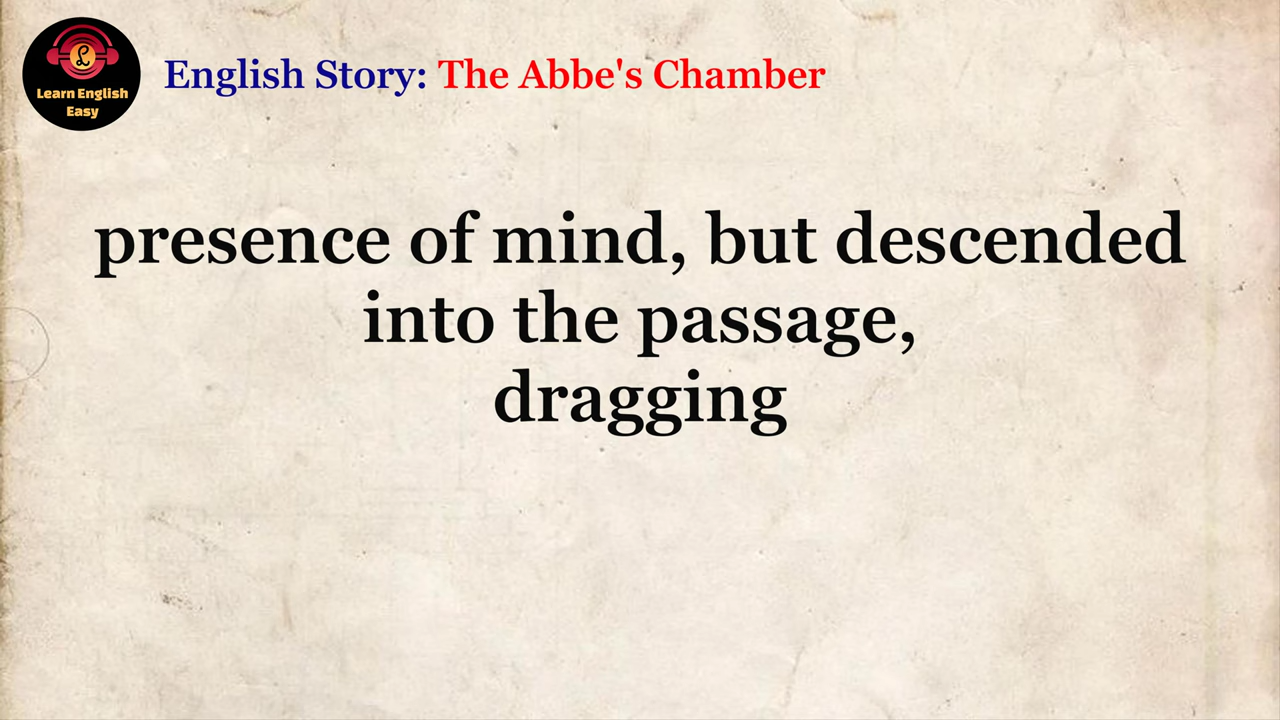 Learn English
Easy
English Story: The Abbe's Chamber
presence of mind, but descended
into the passage,
dragging